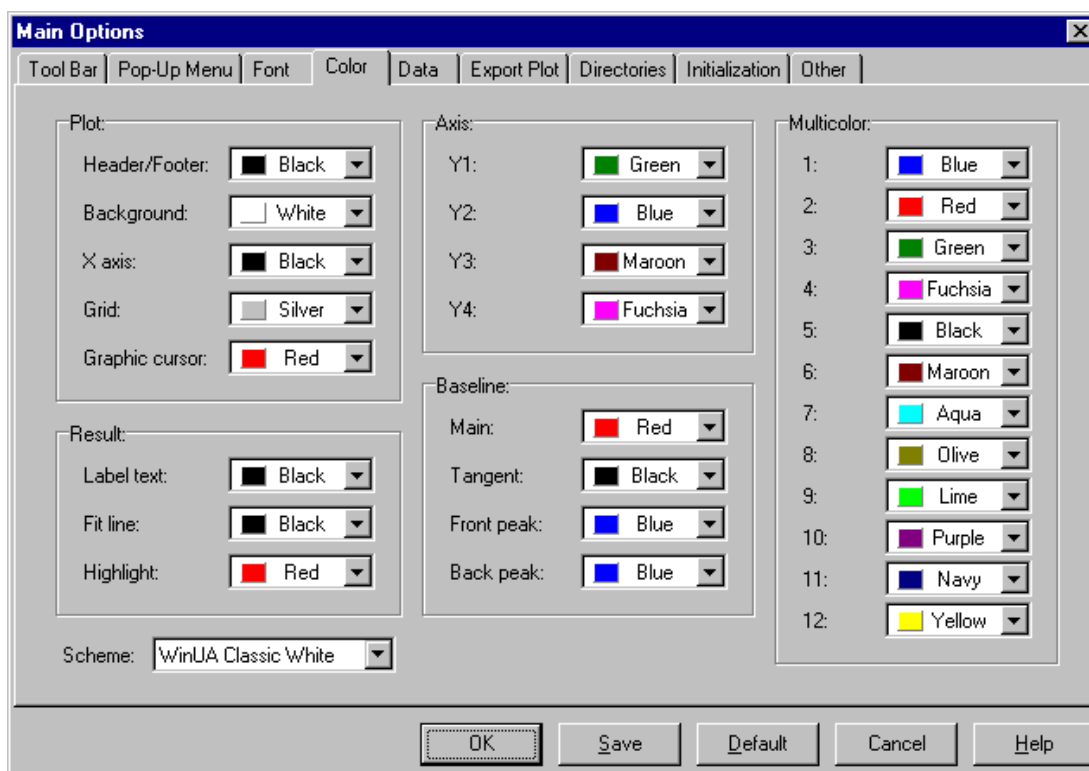 Main Options
Tool Bar Pop-Up Menu Font Color Data Export Plot Directories Initialization Other
Plot:
Header/Footer: Black
Background: White
X axis: Black
Grid: Silver
Graphic cursor: Red
Result:
Label text: Black
Fit line: Black
Highlight: Red
Scheme: WinUA Classic White
Axis:
Y1: Green
Y2: Blue
Y3: Maroon
Y4: Fuchsia
Baseline:
Main: Red
Tangent: Black
Front peak: Blue
Back peak: Blue
Multicolor:
1: Blue
2: Red
3: Green
4: Fuchsia
5: Black
6: Maroon
7: Aqua
8: Olive
9: Lime
10: Purple
11: Navy
12: Yellow
OK Save Default Cancel Help